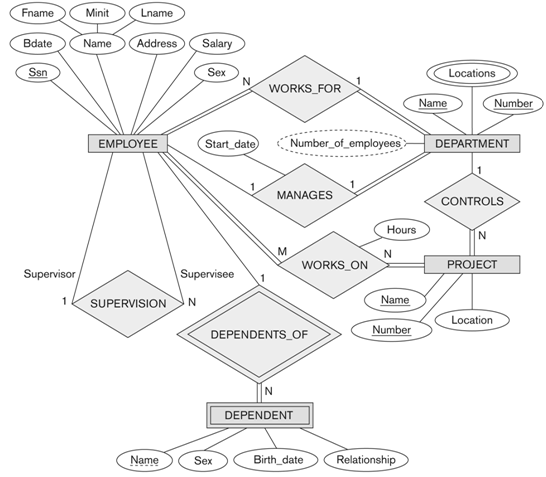 Fname
Minit
Lname
Bdate
Name
Address
Salary
Ssn
Sex
N
WORKS_FOR
1
Locations
Name
Number
EMPLOYEE
Start_date
Number_of_employees
DEPARTMENT
1
MANAGES
1
1
CONTROLS
N
Hours
M
WORKS_ON
N
PROJECT
Supervisor
Supervisee
1
SUPERVISION
N
1
Name
Number
Location
DEPENDENTS_OF
N
DEPENDENT
Name
Sex
Birth_date
Relationship